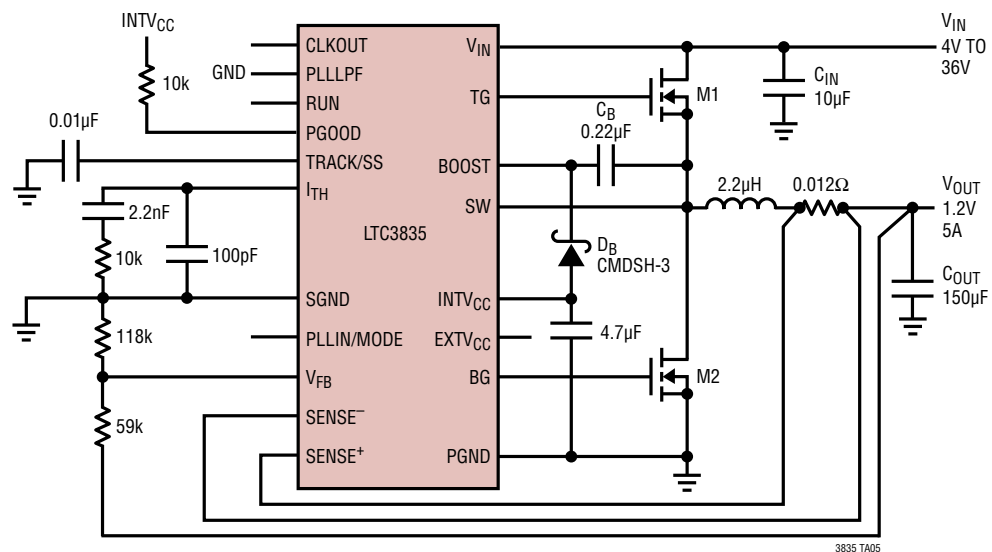 INTVCC
10k
0.01µF
GND
CLKOUT
PLLLPF
RUN
PGOOD
TRACK/SS
ITH
2.2nF
10k
100pF
SGND
118k
PLLIN/MODE
VFB
59k
SENSE–
SENSE+
LTC3835
VIN
TG
BOOST
SW
INTVCC
EXTVCC
BG
PGND
M1
CB
0.22µF
DB
CMDSH-3
4.7µF
M2
CIN
10µF
VIN
4V TO
36V
2.2µH
0.012Ω
VOUT
1.2V
5A
COUT
150µF
3835 TA05